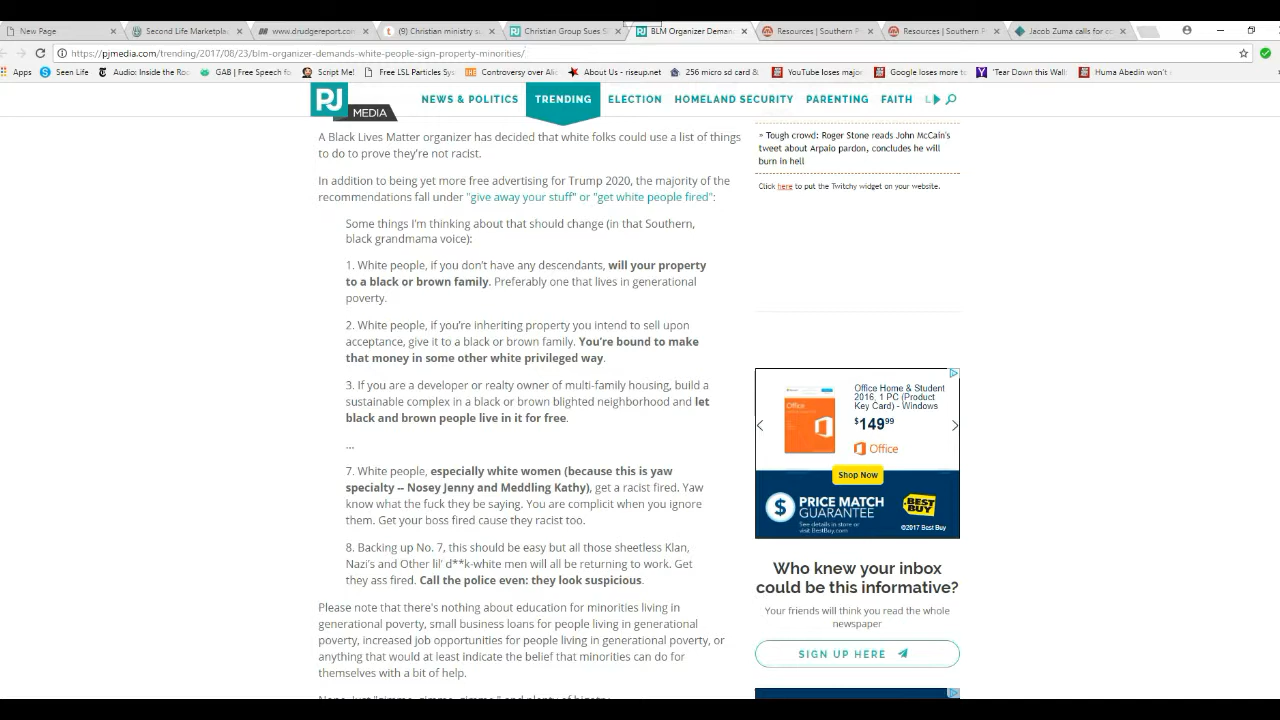 New Page
Second Life Marketpla
www.drudgereport.com
(9) Christian ministry s
Christian Group Sues S
BLM Organizer Deman
Resources | Southern P
Resources | Southern P
Jacob Zuma calls for c
https://pjmedia.com/trending/2017/08/23/blm-organizer-demands-white-people-sign-property-minorities/
Apps
Seen Life
Audio: Inside the Ro
GAB | Free Speech fo
Script Me!
Free LSL Particles Sys
Controversy over Ali
About Us - riseup.net
256 micro sd card &
YouTube loses major
Google loses more t
'Tear Down this Wall
Huma Abedin won't
PJ
MEDIA
NEWS & POLITICS
TRENDING
ELECTION
HOMELAND SECURITY
PARENTING
FAITH
L
A Black Lives Matter organizer has decided that white folks could use a list of things
to do to prove they're not racist.
In addition to being yet more free advertising for Trump 2020, the majority of the
recommendations fall under "give away your stuff" or "get white people fired":
Some things I'm thinking about that should change (in that Southern,
black grandmama voice):
1. White people, if you don't have any descendants, will your property
to a black or brown family. Preferably one that lives in generational
poverty.
2. White people, if you're inheriting property you intend to sell upon
acceptance, give it to a black or brown family. You're bound to make
that money in some other white privileged way.
3. If you are a developer or realty owner of multi-family housing, build a
sustainable complex in a black or brown blighted neighborhood and let
black and brown people live in it for free.
...
7. White people, especially white women (because this is yaw
specialty -- Nosey Jenny and Meddling Kathy), get a racist fired. Yaw
know what the fuck they be saying. You are complicit when you ignore
them. Get your boss fired cause they racist too.
8. Backing up No. 7, this should be easy but all those sheetless Klan,
Nazi's and Other lil' d**k-white men will all be returning to work. Get
they ass fired. Call the police even: they look suspicious.
Please note that there's nothing about education for minorities living in
generational poverty, small business loans for people living in generational
poverty, increased job opportunities for people living in generational poverty, or
anything that would at least indicate the belief that minorities can do for
themselves with a bit of help.
» Tough crowd: Roger Stone reads John McCain's
tweet about Arpaio pardon, concludes he will
burn in hell
Click here to put the Twitchy widget on your website.
Office Home & Student
2016, 1 PC (Product
Key Card) - Windows
$149.99
Office
Shop Now
PRICE MATCH
GUARANTEE
See details in store or
visit BestBuy.com
BEST
BUY
©2017 Best Buy
Who knew your inbox
could be this informative?
Your friends will think you read the whole
newspaper
SIGN UP HERE